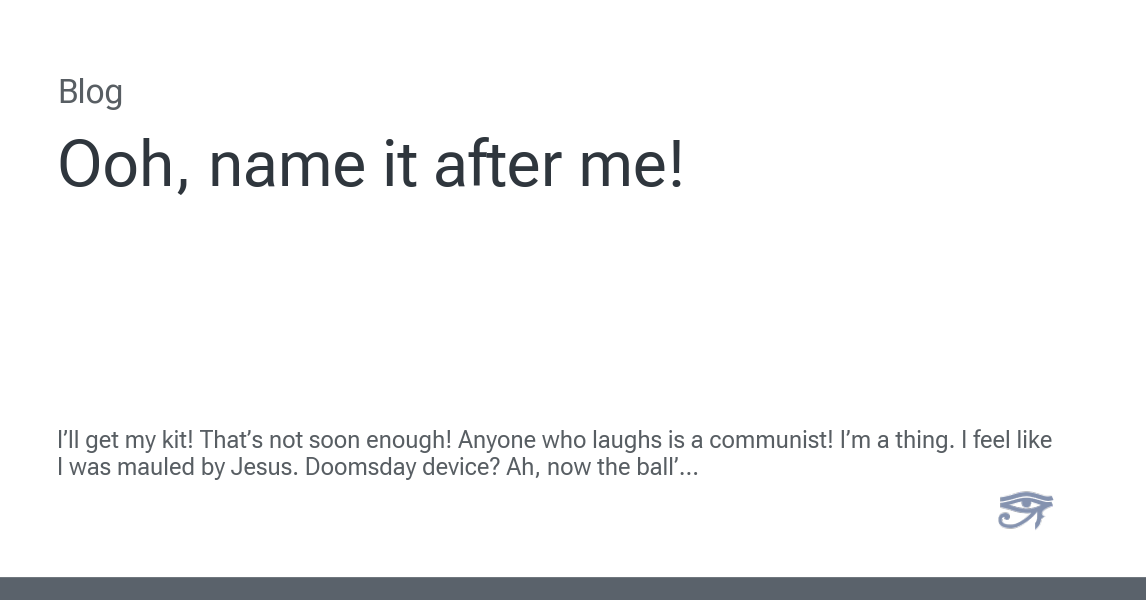 Blog
Ooh, name it after me!
I’ll get my kit! That’s not soon enough! Anyone who laughs is a communist! I’m a thing. I feel like
I was mauled by Jesus. Doomsday device? Ah, now the ball’…